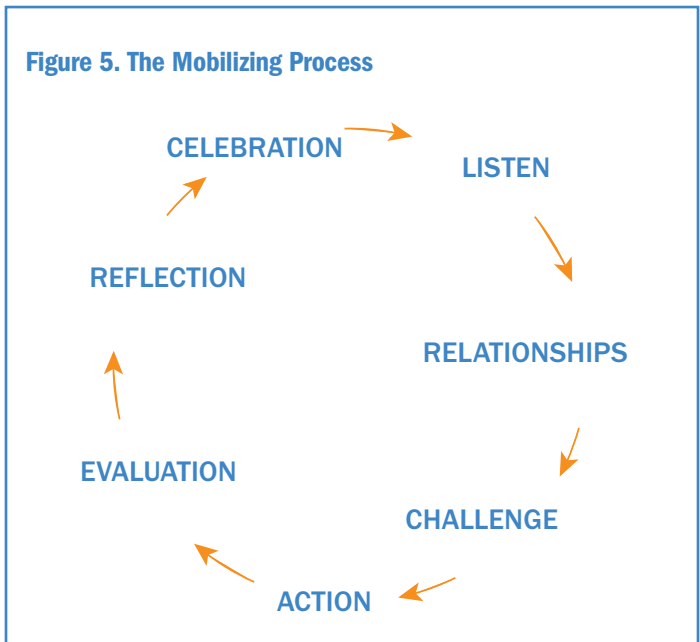 Figure 5. The Mobilizing Process
CELEBRATION
LISTEN
RELATIONSHIPS
CHALLENGE
ACTION
EVALUATION
REFLECTION